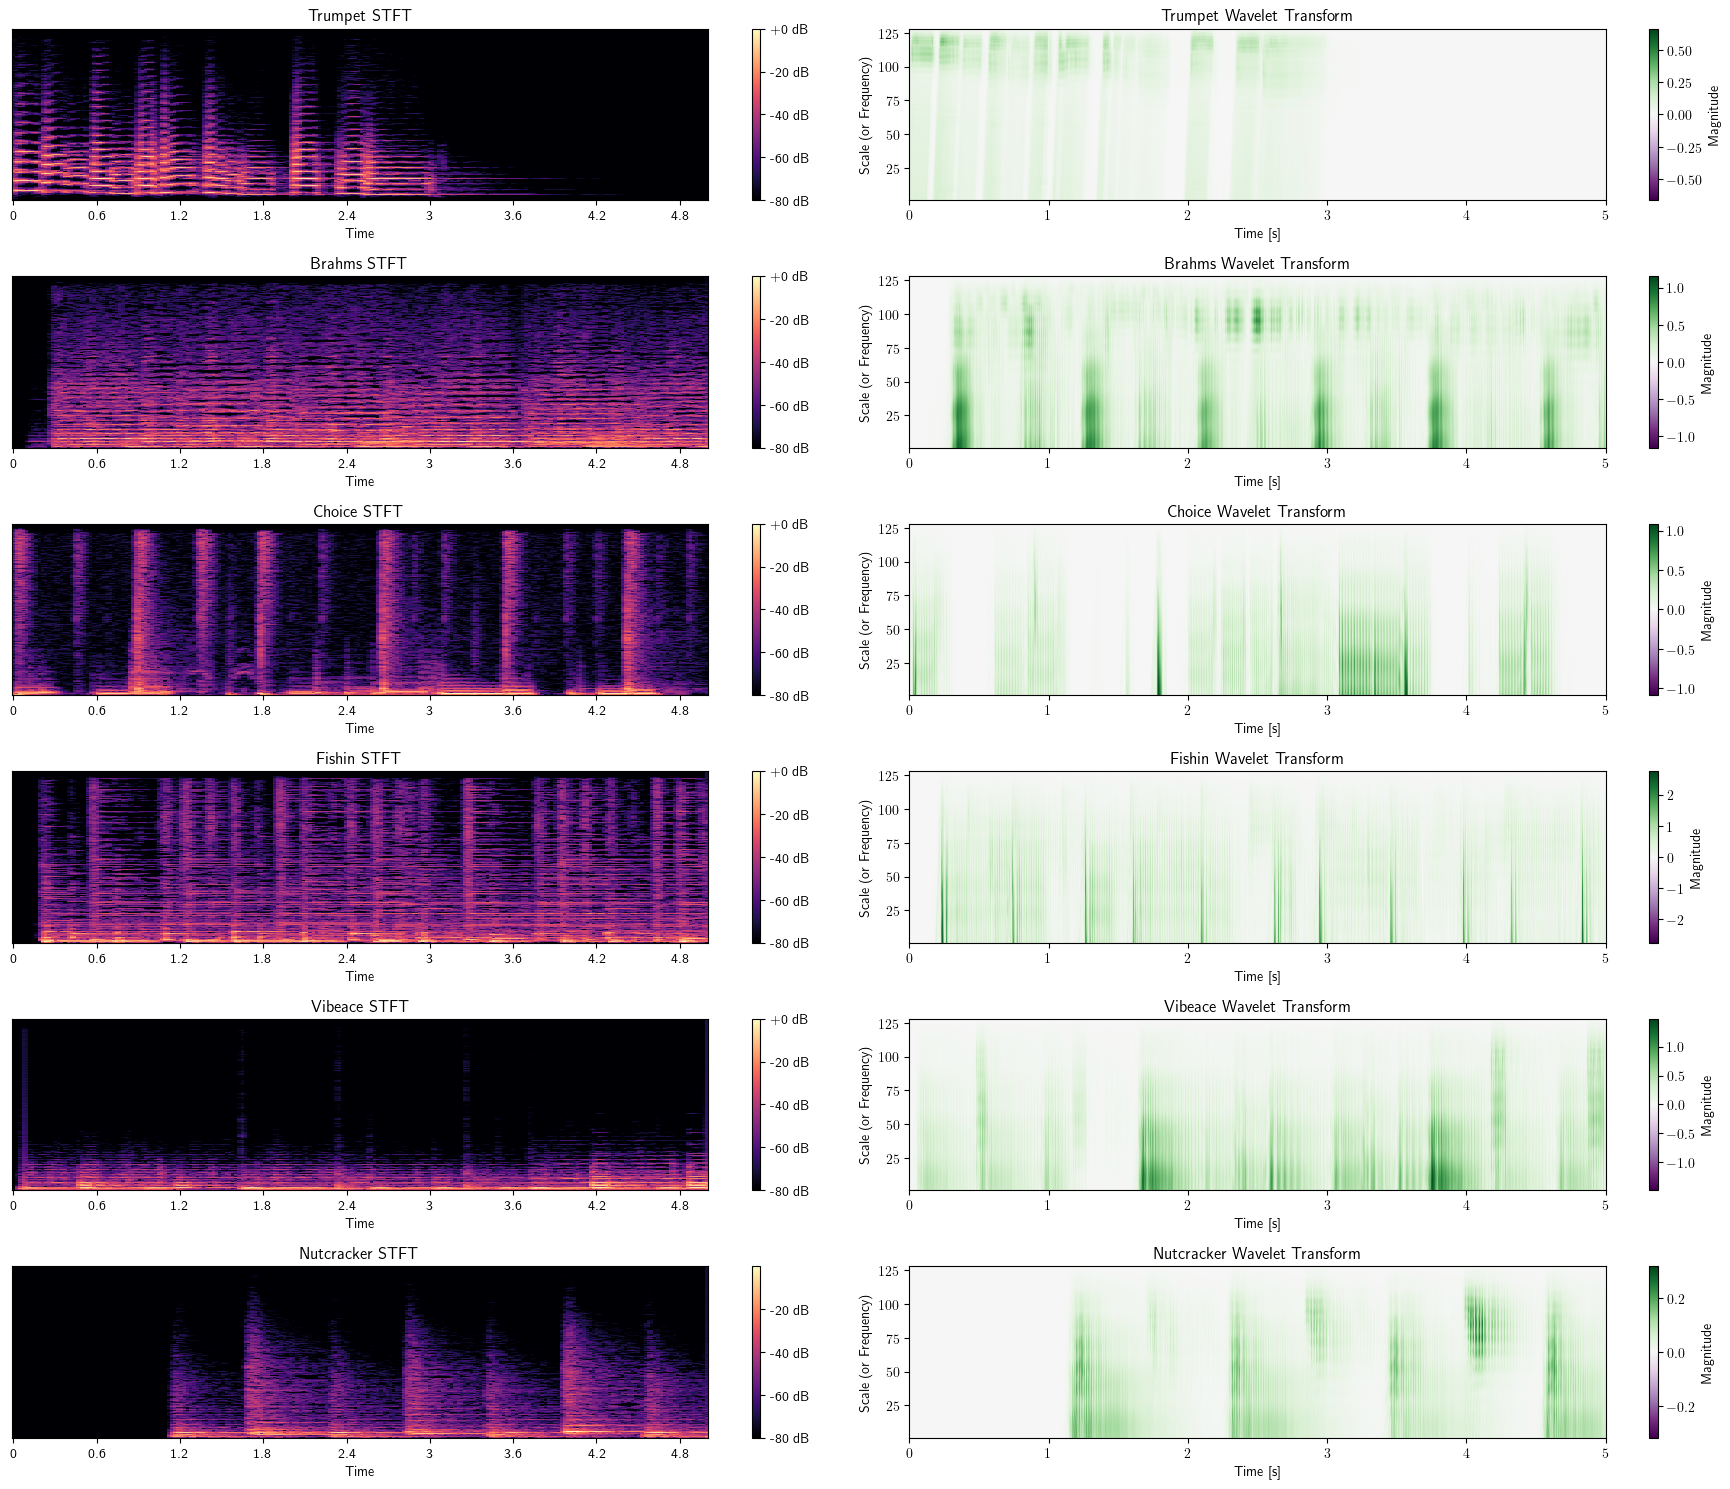 Trumpet STFT
+0 dB
-20 dB
-40 dB
-60 dB
-80 dB
0 0.6 1.2 1.8 2.4 3 3.6 4.2 4.8
Time
Trumpet Wavelet Transform
Scale (or Frequency)
125
100
75
50
25
0 1 2 3 4 5
Time [s]
0.50
0.25
0.00
−0.25
−0.50
Magnitude
Brahms STFT
+0 dB
-20 dB
-40 dB
-60 dB
-80 dB
0 0.6 1.2 1.8 2.4 3 3.6 4.2 4.8
Time
Brahms Wavelet Transform
Scale (or Frequency)
125
100
75
50
25
0 1 2 3 4 5
Time [s]
1.0
0.5
0.0
−0.5
−1.0
Magnitude
Choice STFT
+0 dB
-20 dB
-40 dB
-60 dB
-80 dB
0 0.6 1.2 1.8 2.4 3 3.6 4.2 4.8
Time
Choice Wavelet Transform
Scale (or Frequency)
125
100
75
50
25
0 1 2 3 4 5
Time [s]
1.0
0.5
0.0
−0.5
−1.0
Magnitude
Fishin STFT
+0 dB
-20 dB
-40 dB
-60 dB
-80 dB
0 0.6 1.2 1.8 2.4 3 3.6 4.2 4.8
Time
Fishin Wavelet Transform
Scale (or Frequency)
125
100
75
50
25
0 1 2 3 4 5
Time [s]
2
1
0
−1
−2
Magnitude
Vibeace STFT
+0 dB
-20 dB
-40 dB
-60 dB
-80 dB
0 0.6 1.2 1.8 2.4 3 3.6 4.2 4.8
Time
Vibeace Wavelet Transform
Scale (or Frequency)
125
100
75
50
25
0 1 2 3 4 5
Time [s]
1.0
0.5
0.0
−0.5
−1.0
Magnitude
Nutcracker STFT
-20 dB
-40 dB
-60 dB
-80 dB
0 0.6 1.2 1.8 2.4 3 3.6 4.2 4.8
Time
Nutcracker Wavelet Transform
Scale (or Frequency)
125
100
75
50
25
0 1 2 3 4 5
Time [s]
0.2
0.0
−0.2
Magnitude